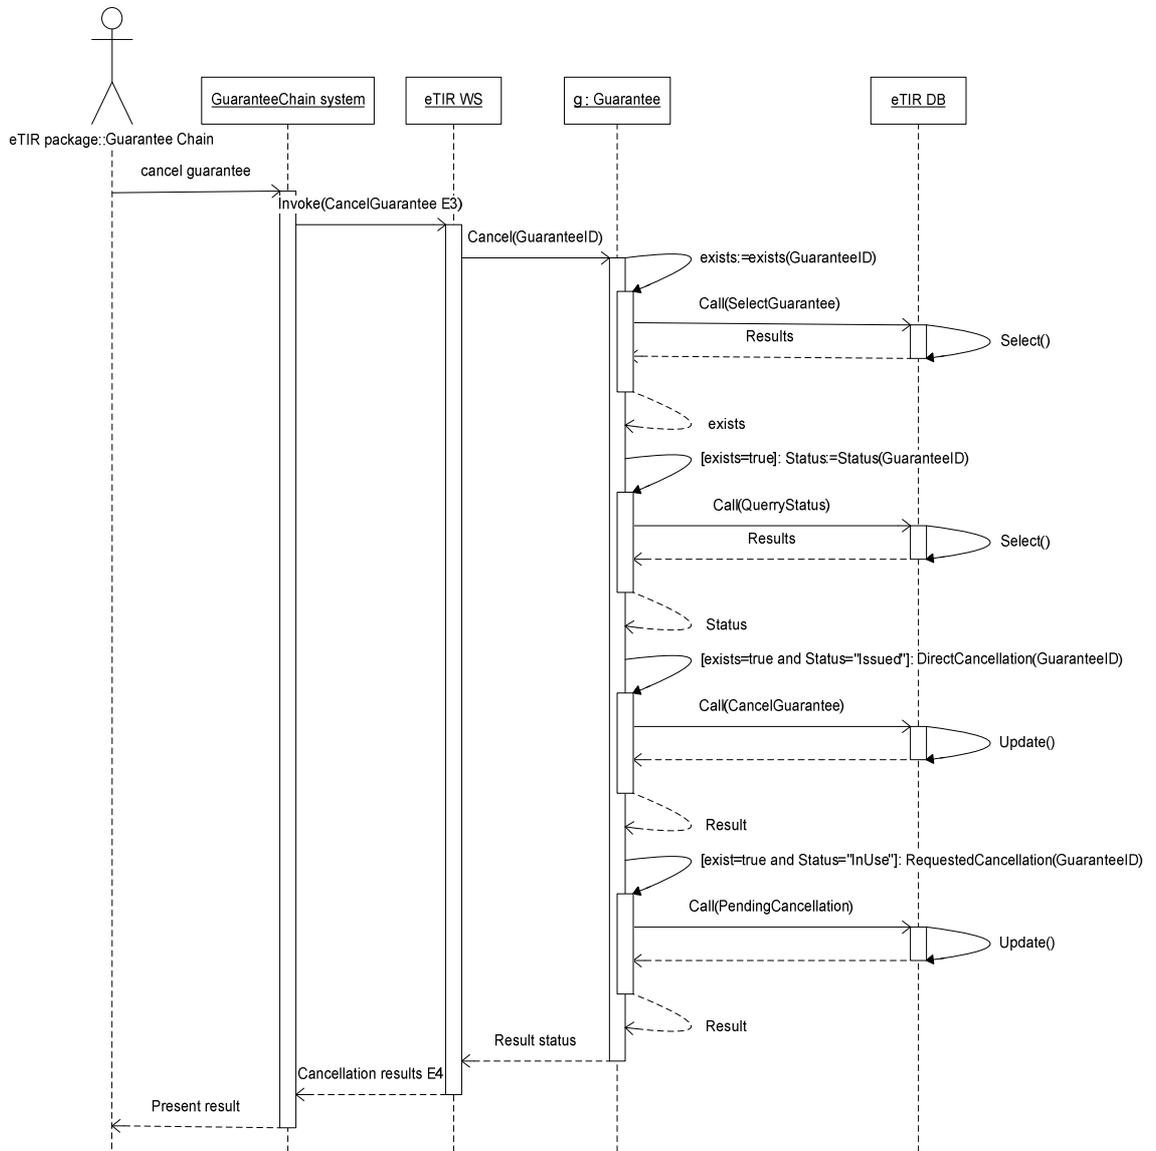 GuaranteeChain system
eTIR WS
g : Guarantee
eTIR DB
eTIR package::Guarantee Chain
cancel guarantee
Invoke(CancelGuarantee E3)
Cancel(GuaranteeID)
exists:=exists(GuaranteeID)
Call(SelectGuarantee)
Results
Select()
exists
[exists=true]: Status:=Status(GuaranteeID)
Call(QuerryStatus)
Results
Select()
Status
[exists=true and Status="Issued"]: DirectCancellation(GuaranteeID)
Call(CancelGuarantee)
Update()
Result
[exist=true and Status="InUse"]: RequestedCancellation(GuaranteeID)
Call(PendingCancellation)
Update()
Result
Result status
Cancellation results E4
Present result